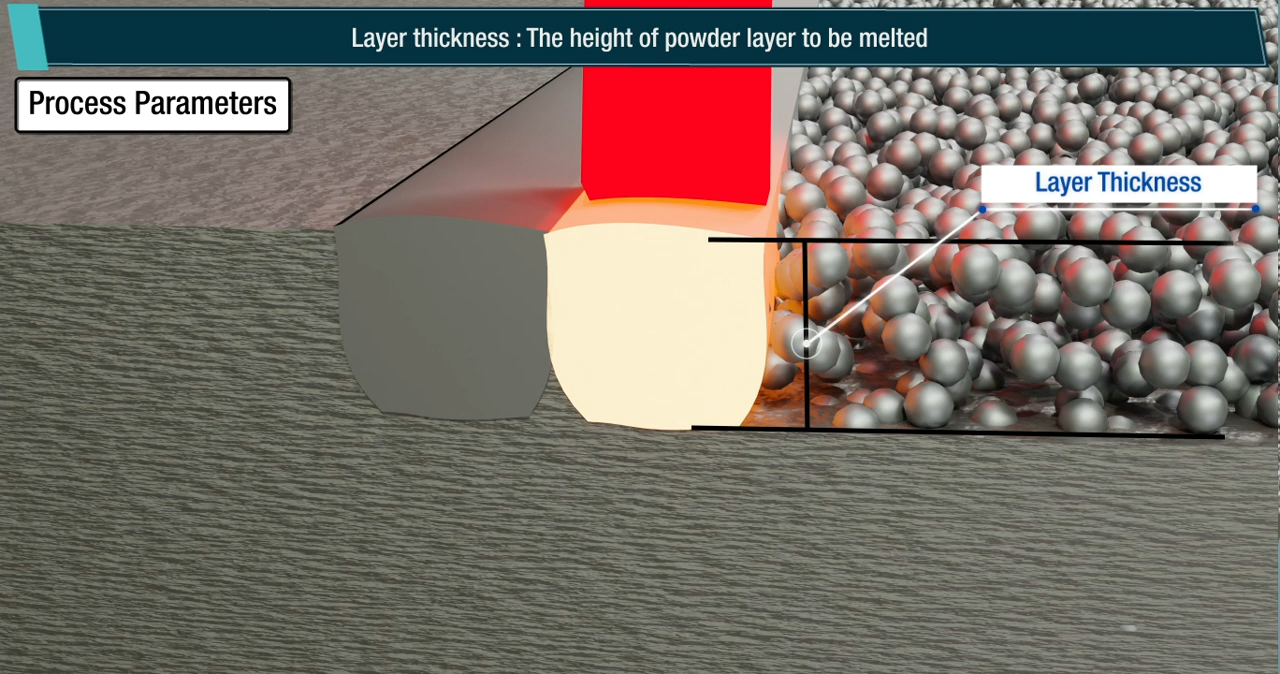 Layer thickness : The height of powder layer to be melted
Process Parameters
Layer Thickness